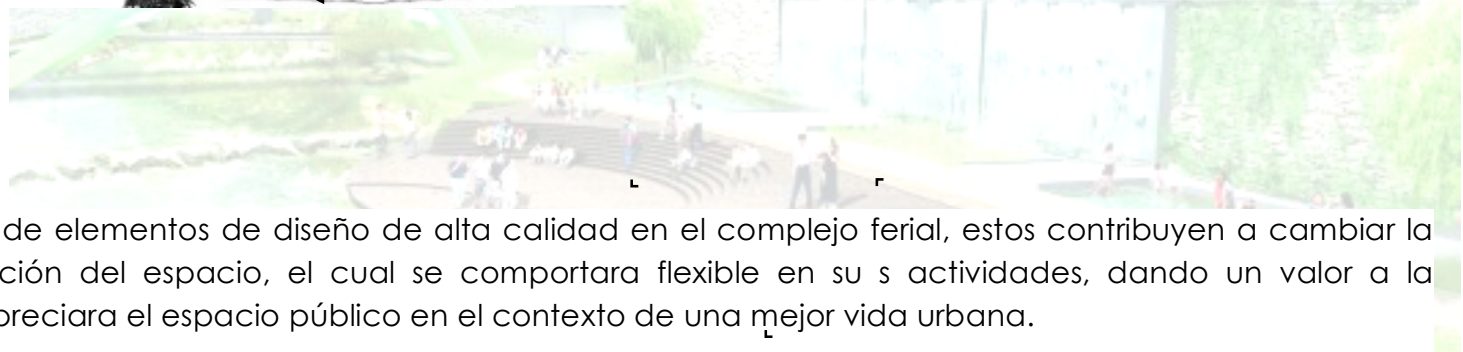 de elementos de diseño de alta calidad en el complejo ferial, estos contribuyen a cambiar la
ción del espacio, el cual se comportara flexible en su s actividades, dando un valor a la
preciara el espacio público en el contexto de una mejor vida urbana.